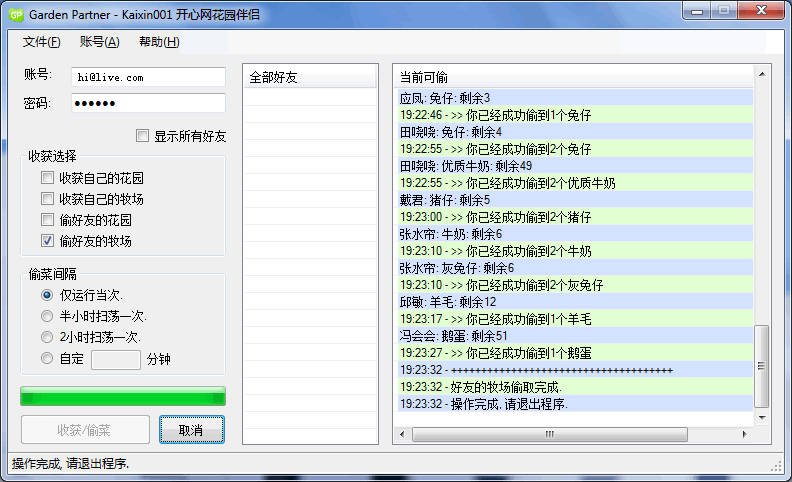 Garden Partner - Kaixin001 开心网花园伴侣
文件(F) 账号(A) 帮助(H)
账号: hi@live.com
密码: ●●●●●●
显示所有好友
收获选择
收获自己的花园
收获自己的牧场
偷好友的花园
偷好友的牧场
偷菜间隔
仅运行当次.
半小时扫荡一次.
2小时扫荡一次.
自定 分钟
收获/偷菜 取消
全部好友
当前可偷
应凤: 兔仔: 剩余3
19:22:46 - >> 你已经成功偷到1个兔仔
田哓哓: 兔仔: 剩余4
19:22:55 - >> 你已经成功偷到2个兔仔
田哓哓: 优质牛奶: 剩余49
19:22:55 - >> 你已经成功偷到2个优质牛奶
戴君: 猪仔: 剩余5
19:23:00 - >> 你已经成功偷到2个猪仔
张水帘: 牛奶: 剩余6
19:23:10 - >> 你已经成功偷到2个牛奶
张水帘: 灰兔仔: 剩余6
19:23:10 - >> 你已经成功偷到2个灰兔仔
邱敏: 羊毛: 剩余12
19:23:17 - >> 你已经成功偷到1个羊毛
冯会会: 鹅蛋: 剩余51
19:23:27 - >> 你已经成功偷到1个鹅蛋
19:23:32 - +++++++++++++++++++++++++++++++++++++
19:23:32 - 好友的牧场偷取完成.
19:23:32 - 操作完成, 请退出程序.
操作完成, 请退出程序.